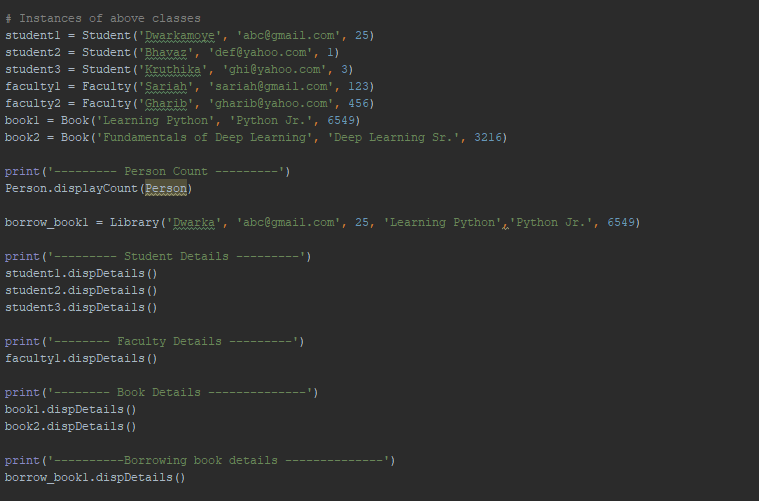 # Instances of above classes
student1 = Student('Dwarkamoye', 'abc@gmail.com', 25)
student2 = Student('Bhavaz', 'def@yahoo.com', 1)
student3 = Student('Kruthika', 'ghi@yahoo.com', 3)
faculty1 = Faculty('Sariah', 'sariah@gmail.com', 123)
faculty2 = Faculty('Gharib', 'gharib@yahoo.com', 456)
book1 = Book('Learning Python', 'Python Jr.', 6549)
book2 = Book('Fundamentals of Deep Learning', 'Deep Learning Sr.', 3216)
print('--------- Person Count ---------')
Person.displayCount(Person)
borrow_book1 = Library('Dwarka', 'abc@gmail.com', 25, 'Learning Python','Python Jr.', 6549)
print('--------- Student Details ---------')
student1.dispDetails()
student2.dispDetails()
student3.dispDetails()
print('-------- Faculty Details ---------')
faculty1.dispDetails()
print('-------- Book Details --------------')
book1.dispDetails()
book2.dispDetails()
print('----------Borrowing book details --------------')
borrow_book1.dispDetails()